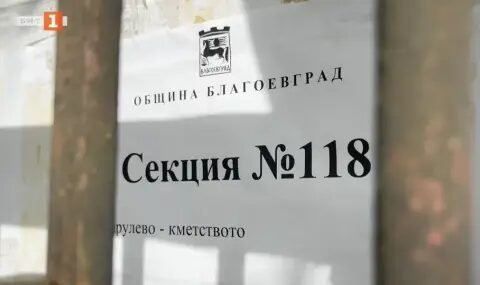 БНТ 1
БЛАГОЕВГРАД
ОБЩИНА БЛАГОЕВГРАД
Секция №118
рулево - кметството